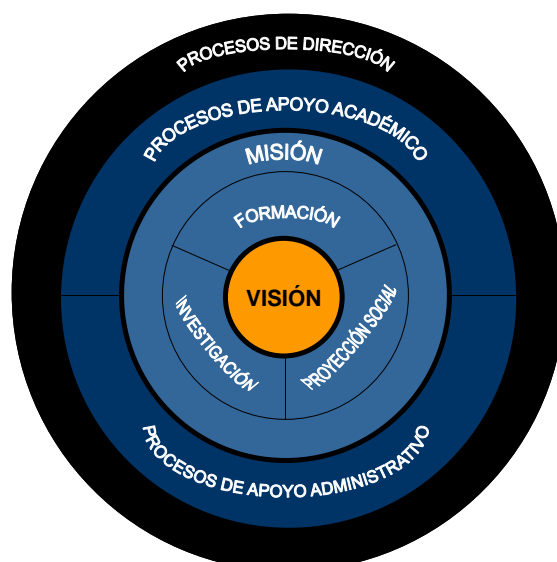 PROCESOS DE DIRECCIÓN
PROCESOS DE APOYO ACADÉMICO
MISIÓN
FORMACIÓN
VISIÓN
INVESTIGACIÓN
PROYECCIÓN SOCIAL
PROCESOS DE APOYO ADMINISTRATIVO